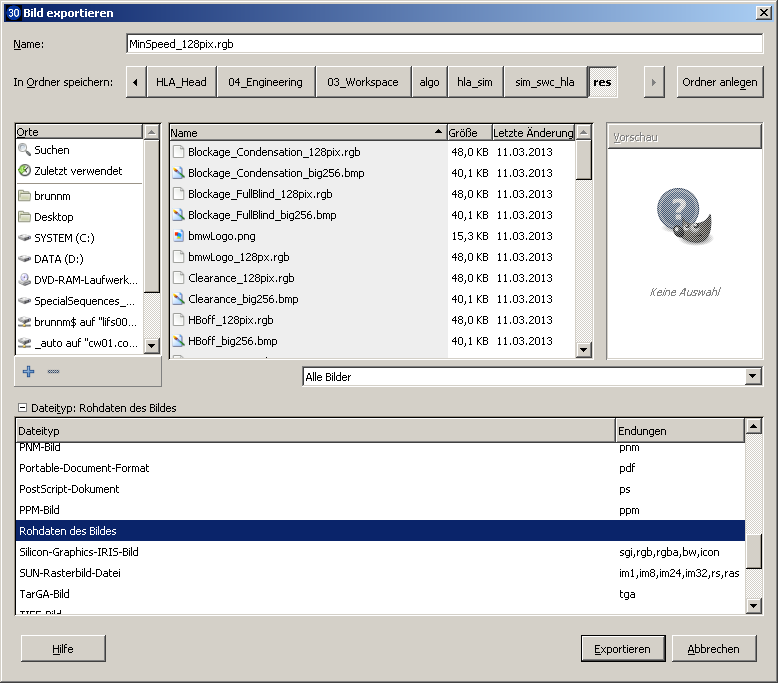 30 Bild exportieren
Name: MinSpeed_128pix.rgb
In Ordner speichern: HLA_Head 04_Engineering 03_Workspace algo hla_sim sim_swc_hla res Ordner anlegen
Orte
Suchen
Zuletzt verwendet
brunnm
Desktop
SYSTEM (C:)
DATA (D:)
DVD-RAM-Laufwerk...
SpecialSequences_...
brunnm$ auf "lifs00...
_auto auf "cw01.co...
Name Größe Letzte Änderung
Blockage_Condensation_128pix.rgb 48,0 KB 11.03.2013
Blockage_Condensation_big256.bmp 40,1 KB 11.03.2013
Blockage_FullBlind_128pix.rgb 48,0 KB 11.03.2013
Blockage_FullBlind_big256.bmp 40,1 KB 11.03.2013
bmwLogo.png 15,3 KB 11.03.2013
bmwLogo_128pix.rgb 48,0 KB 11.03.2013
Clearance_128pix.rgb 48,0 KB 11.03.2013
Clearance_big256.bmp 40,1 KB 11.03.2013
HBoff_128pix.rgb 48,0 KB 11.03.2013
HBoff_big256.bmp 40,1 KB 11.03.2013
Vorschau
Keine Auswahl
Alle Bilder
Dateityp: Rohdaten des Bildes
Dateityp Endungen
PNM-Bild pnm
Portable-Document-Format pdf
PostScript-Dokument ps
PPM-Bild ppm
Rohdaten des Bildes
Silicon-Graphics-IRIS-Bild sgi,rgb,rgba,bw,icon
SUN-Rasterbild-Datei im1,im8,im24,im32,rs,ras
TarGA-Bild tga
TIFF-Bild
Hilfe Exportieren Abbrechen